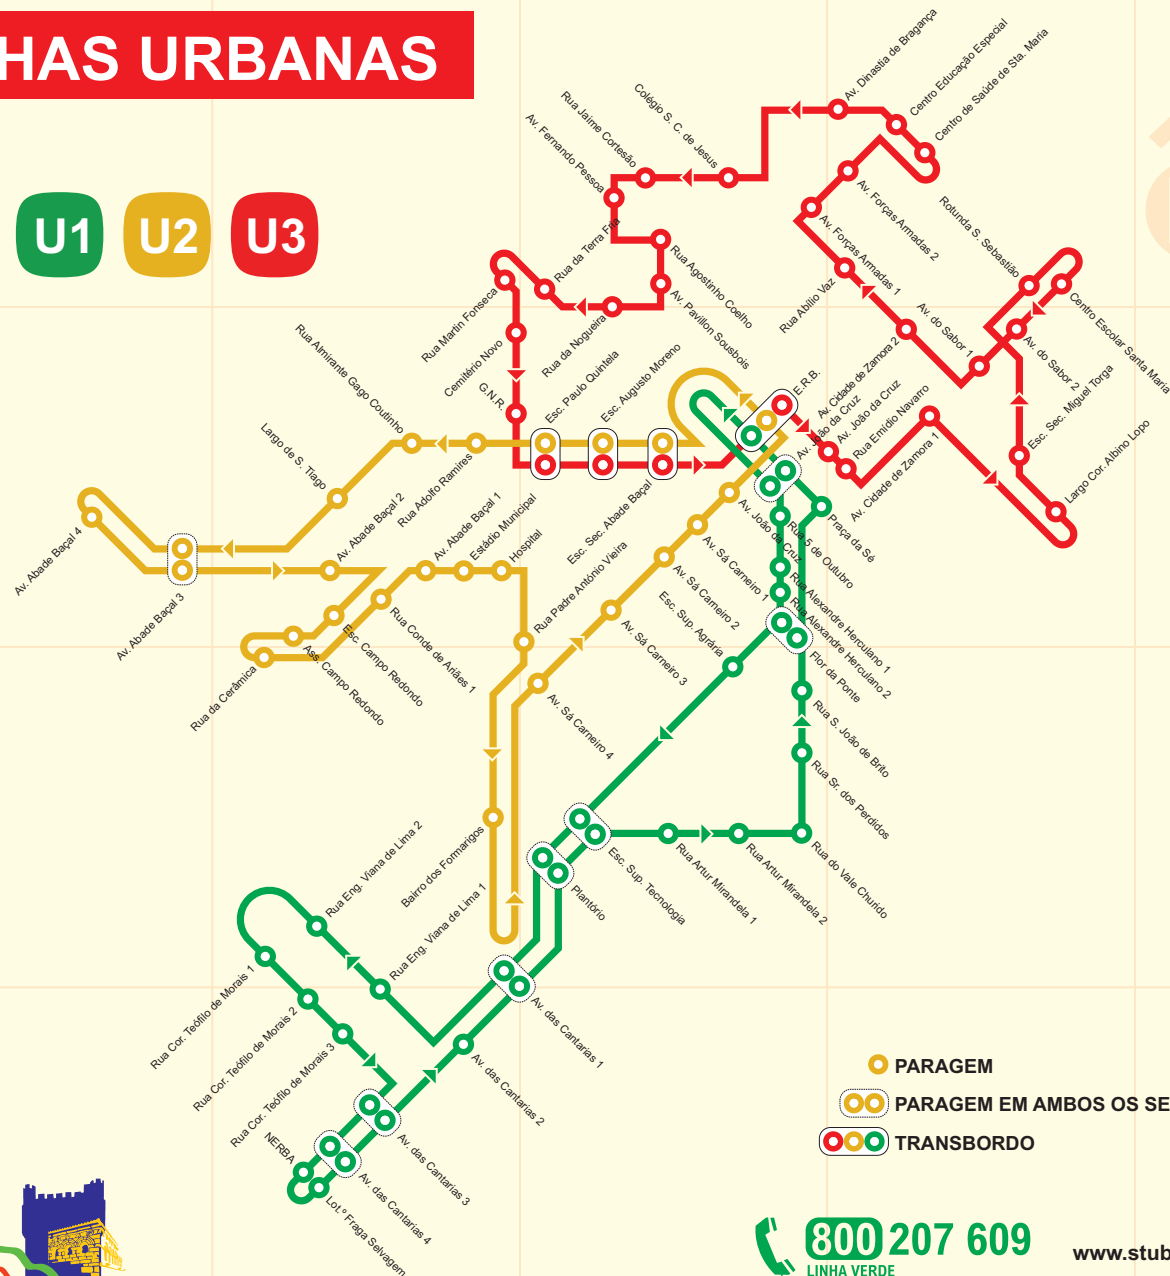 HAS URBANAS
U1 U2 U3
Av. Dinastia de Bragança
Centro Educação Especial
Centro de Saúde de Sta. Maria
Colégio S. C. de Jesus
Rua Jaime Cortesão
Av. Fernando Pessoa
Rua da Terra Fria
Rua Agostinho Coelho
Av. Pavillon Sousbois
Rua da Nogueira
Rua Martin Fonseca
Cemitério Novo
G.N.R.
Av. Forças Armadas 2
Av. Forças Armadas 1
Rua Abílio Vaz
Rotunda S. Sebastião
Centro Escolar Santa Maria
Av. do Sabor 1
Av. do Sabor 2
Av. Cidade de Zamora 2
Esc. Sec. Miguel Torga
Largo Cor. Albino Lopo
Av. Cidade de Zamora 1
Rua Emídio Navarro
Av. João da Cruz
Av. João da Cruz
E.R.B.
Esc. Paulo Quintela
Esc. Augusto Moreno
Esc. Sec. Abade Baçal
Rua Almirante Gago Coutinho
Rua Adolfo Ramires
Largo de S. Tiago
Av. Abade Baçal 4
Av. Abade Baçal 3
Av. Abade Baçal 2
Av. Abade Baçal 1
Estádio Municipal
Hospital
Rua Conde de Ariães 1
Esc. Campo Redondo
Ass. Campo Redondo
Rua da Cerâmica
Rua Padre António Vieira
Av. João da Cruz
Av. Sá Carneiro 1
Av. Sá Carneiro 2
Av. Sá Carneiro 3
Av. Sá Carneiro 4
Bairro dos Formarigos
Praça da Sé
Rua 5 de Outubro
Rua Alexandre Herculano 1
Rua Alexandre Herculano 2
Flor da Ponte
Esc. Sup. Agrária
Rua S. João de Brito
Rua Sr. dos Perdidos
Rua do Vale Churido
Rua Artur Mirandela 2
Rua Artur Mirandela 1
Esc. Sup. Tecnologia
Plantório
Av. das Cantarias 1
Av. das Cantarias 2
Av. das Cantarias 3
Av. das Cantarias 4
Lot.º Fraga Selvagem
NERBA
Rua Eng. Viana de Lima 1
Rua Eng. Viana de Lima 2
Rua Cor. Teófilo de Morais 1
Rua Cor. Teófilo de Morais 2
Rua Cor. Teófilo de Morais 3
PARAGEM
PARAGEM EM AMBOS OS SE
TRANSBORDO
800 207 609
LINHA VERDE
www.stub